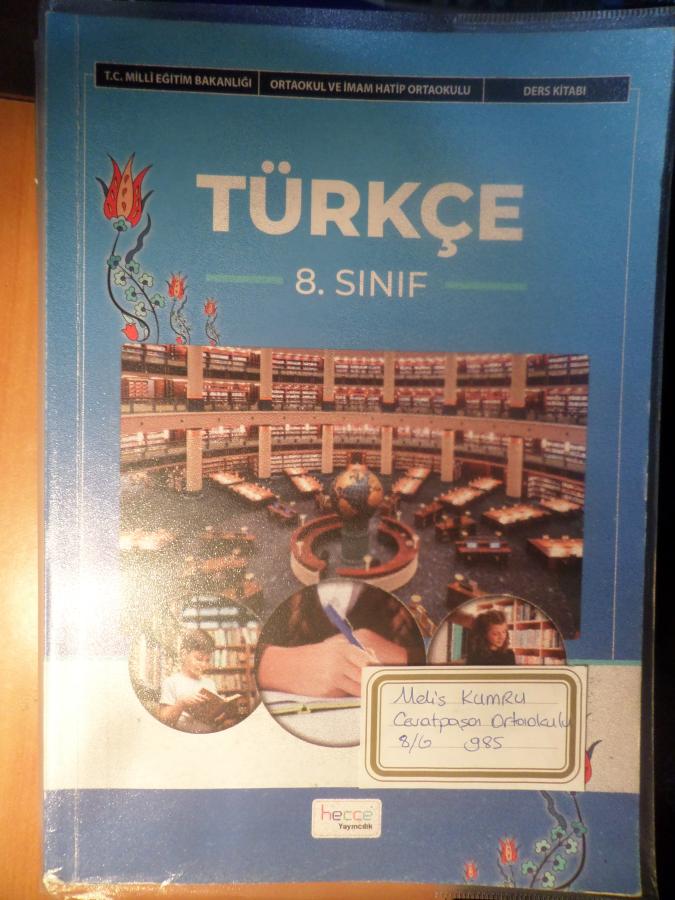 T.C. MİLLÎ EĞİTİM BAKANLIĞI ORTAOKUL VE İMAM HATİP ORTAOKULU DERS KİTABI
TÜRKÇE
8. SINIF
Melis KUMRU
Cevatpaşa Ortaokulu
8/G 985
hecce
Yayıncılık